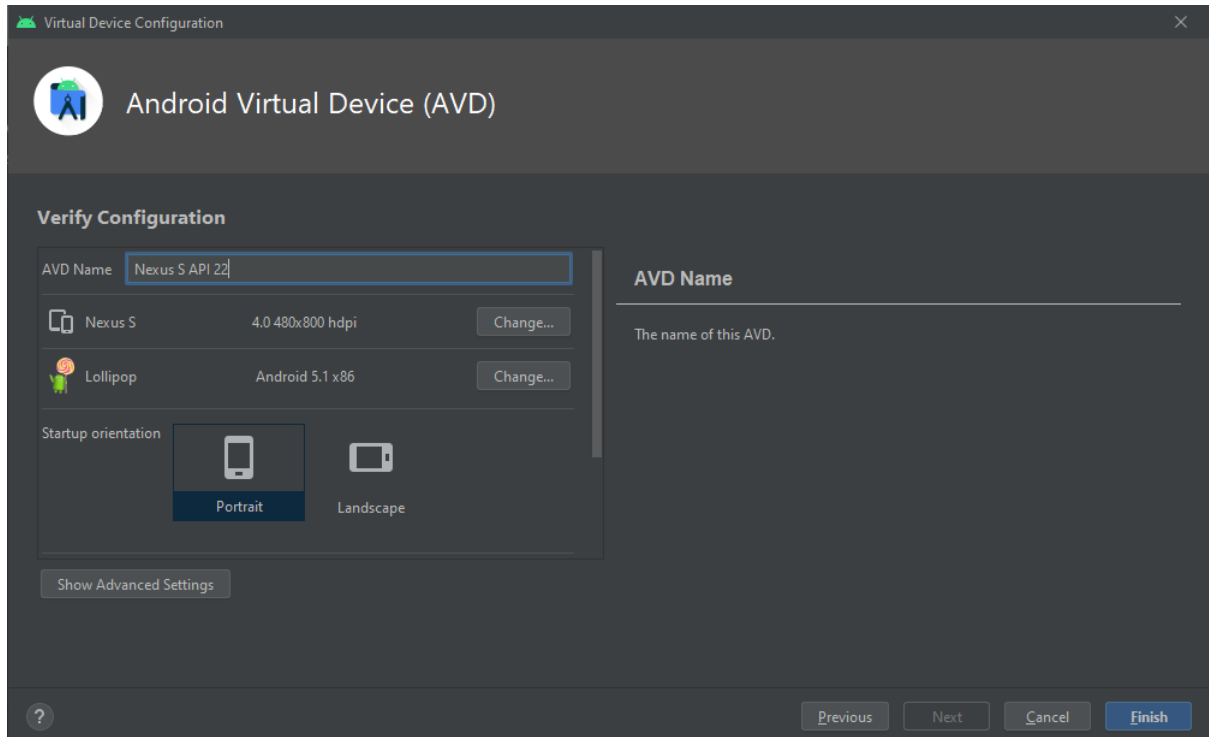 Virtual Device Configuration
Android Virtual Device (AVD)
Verify Configuration
AVD Name Nexus S API 22
Nexus S 4.0 480x800 hdpi Change...
Lollipop Android 5.1 x86 Change...
Startup orientation
Portrait Landscape
Show Advanced Settings
AVD Name
The name of this AVD.
? Previous Next Cancel Finish